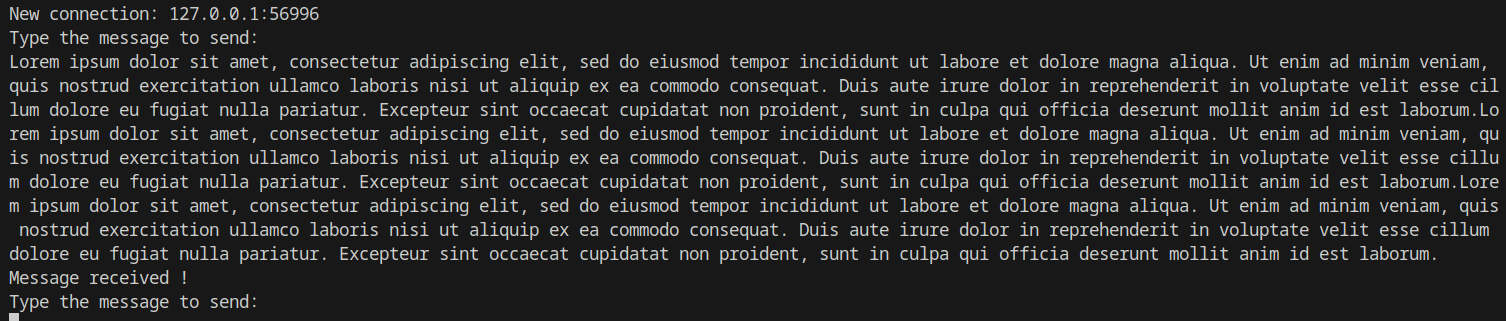 New connection: 127.0.0.1:56996
Type the message to send:
Lorem ipsum dolor sit amet, consectetur adipiscing elit, sed do eiusmod tempor incididunt ut labore et dolore magna aliqua. Ut enim ad minim veniam,
quis nostrud exercitation ullamco laboris nisi ut aliquip ex ea commodo consequat. Duis aute irure dolor in reprehenderit in voluptate velit esse cil
lum dolore eu fugiat nulla pariatur. Excepteur sint occaecat cupidatat non proident, sunt in culpa qui officia deserunt mollit anim id est laborum.Lo
rem ipsum dolor sit amet, consectetur adipiscing elit, sed do eiusmod tempor incididunt ut labore et dolore magna aliqua. Ut enim ad minim veniam, qu
is nostrud exercitation ullamco laboris nisi ut aliquip ex ea commodo consequat. Duis aute irure dolor in reprehenderit in voluptate velit esse cillu
m dolore eu fugiat nulla pariatur. Excepteur sint occaecat cupidatat non proident, sunt in culpa qui officia deserunt mollit anim id est laborum.Lore
m ipsum dolor sit amet, consectetur adipiscing elit, sed do eiusmod tempor incididunt ut labore et dolore magna aliqua. Ut enim ad minim veniam, quis
 nostrud exercitation ullamco laboris nisi ut aliquip ex ea commodo consequat. Duis aute irure dolor in reprehenderit in voluptate velit esse cillum
dolore eu fugiat nulla pariatur. Excepteur sint occaecat cupidatat non proident, sunt in culpa qui officia deserunt mollit anim id est laborum.
Message received !
Type the message to send: